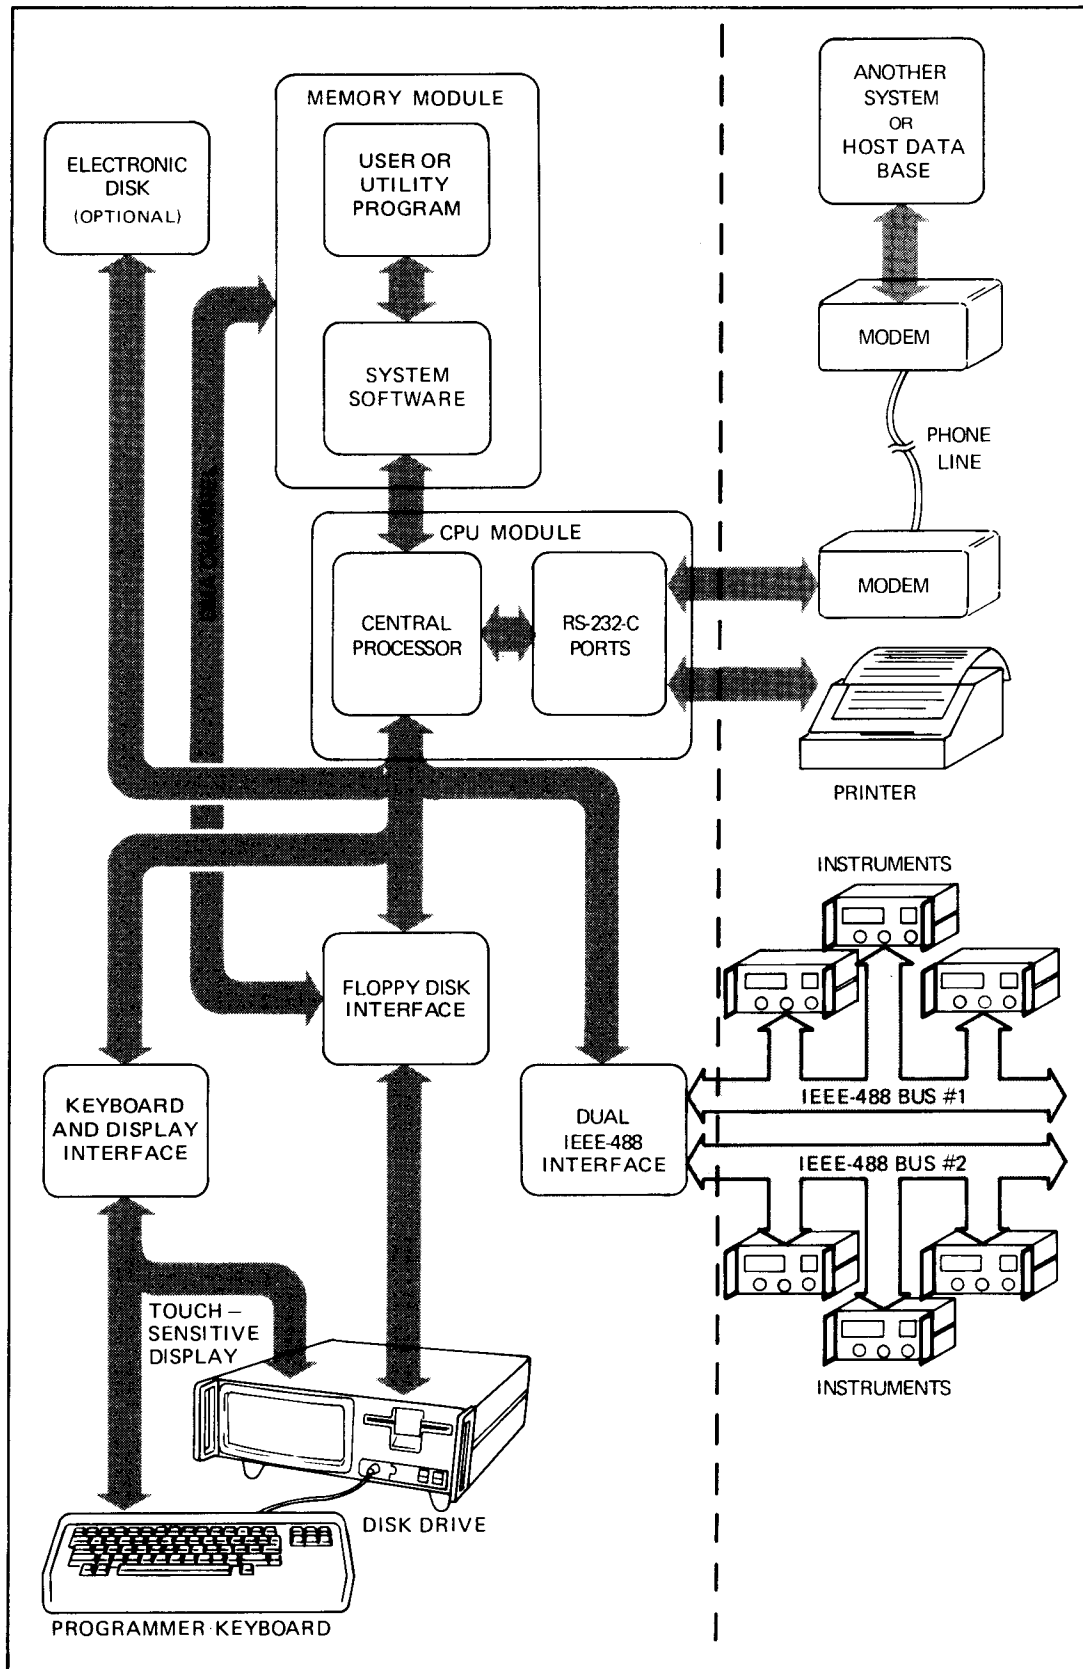 MEMORY MODULE
ELECTRONIC
DISK
(OPTIONAL)
USER OR
UTILITY
PROGRAM
SYSTEM
SOFTWARE
DMA CHANNEL
CPU MODULE
CENTRAL
PROCESSOR
RS-232-C
PORTS
ANOTHER
SYSTEM
OR
HOST DATA
BASE
MODEM
PHONE
LINE
MODEM
PRINTER
FLOPPY DISK
INTERFACE
KEYBOARD
AND DISPLAY
INTERFACE
DUAL
IEEE-488
INTERFACE
INSTRUMENTS
IEEE-488 BUS #1
IEEE-488 BUS #2
INSTRUMENTS
TOUCH –
SENSITIVE
DISPLAY
DISK DRIVE
PROGRAMMER KEYBOARD